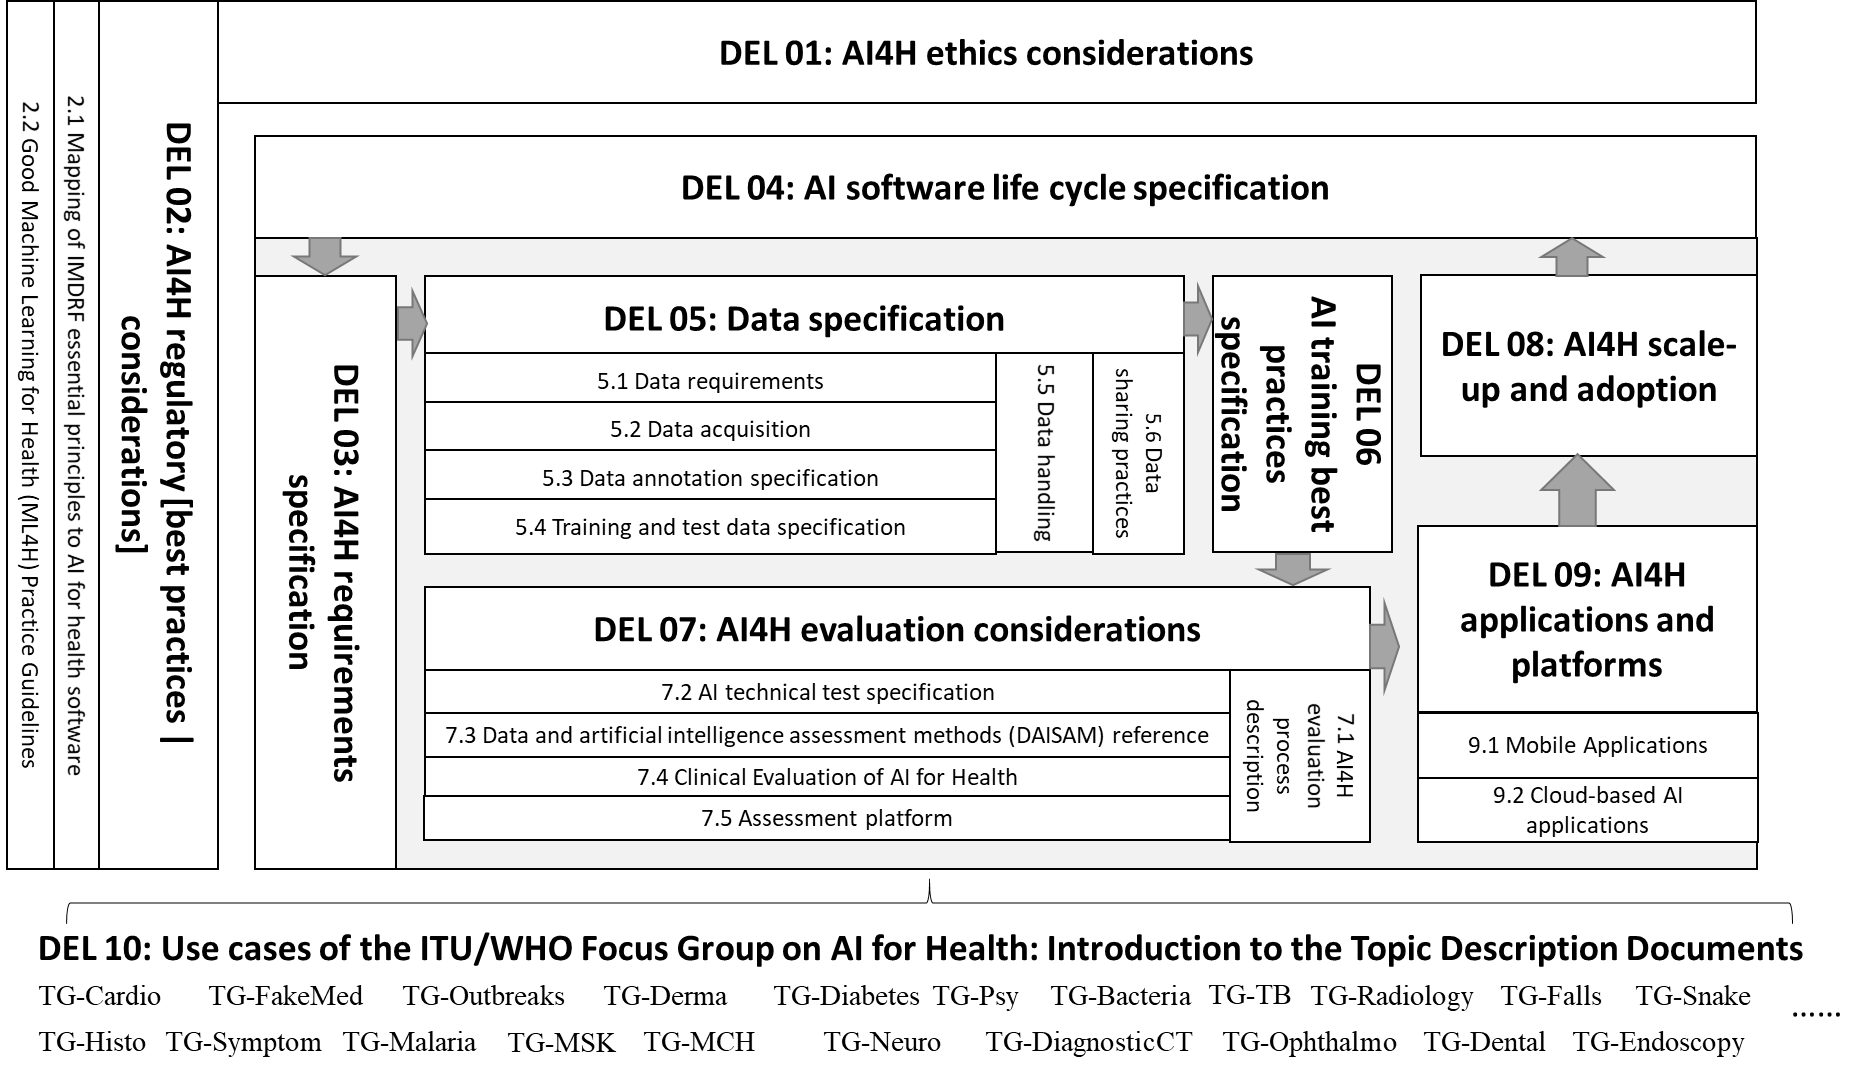 DEL 01: AI4H ethics considerations
2.2 Good Machine Learning for Health (ML4H) Practice Guidelines
2.1 Mapping of IMDRF essential principles to AI for health software
DEL 02: AI4H regulatory [best practices |
considerations]
DEL 04: AI software life cycle specification
DEL 03: AI4H requirements
specification
DEL 05: Data specification
5.1 Data requirements
5.2 Data acquisition
5.3 Data annotation specification
5.4 Training and test data specification
5.5 Data handling
5.6 Data
sharing practices
DEL 06
AI training best
practices
specification
DEL 07: AI4H evaluation considerations
7.2 AI technical test specification
7.3 Data and artificial intelligence assessment methods (DAISAM) reference
7.4 Clinical Evaluation of AI for Health
7.5 Assessment platform
7.1 AI4H
evaluation
process
description
DEL 08: AI4H scale-
up and adoption
DEL 09: AI4H
applications and
platforms
9.1 Mobile Applications
9.2 Cloud-based AI
applications
DEL 10: Use cases of the ITU/WHO Focus Group on AI for Health: Introduction to the Topic Description Documents
TG-Cardio TG-FakeMed TG-Outbreaks TG-Derma TG-Diabetes TG-Psy TG-Bacteria TG-TB TG-Radiology TG-Falls TG-Snake ......
TG-Histo TG-Symptom TG-Malaria TG-MSK TG-MCH TG-Neuro TG-DiagnosticCT TG-Ophthalmo TG-Dental TG-Endoscopy